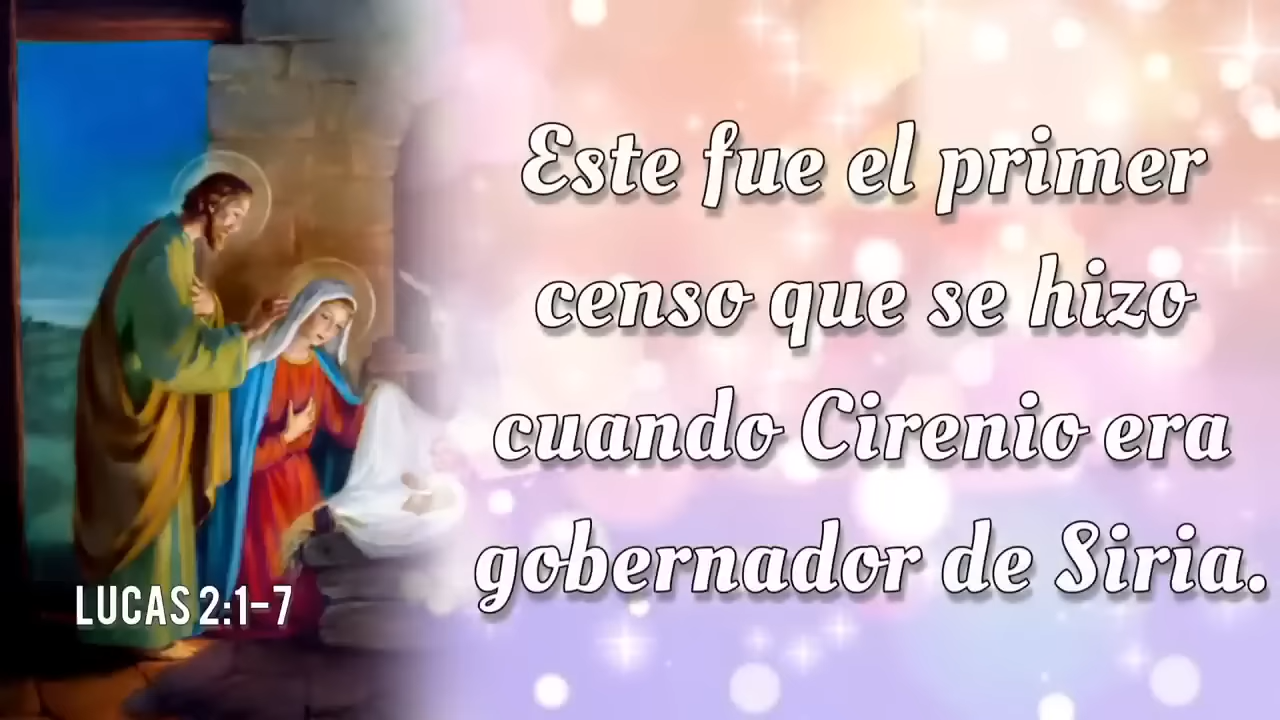 Este fue el primer
censo que se hizo
cuando Cirenio era
gobernador de Siria.
LUCAS 2:1-7